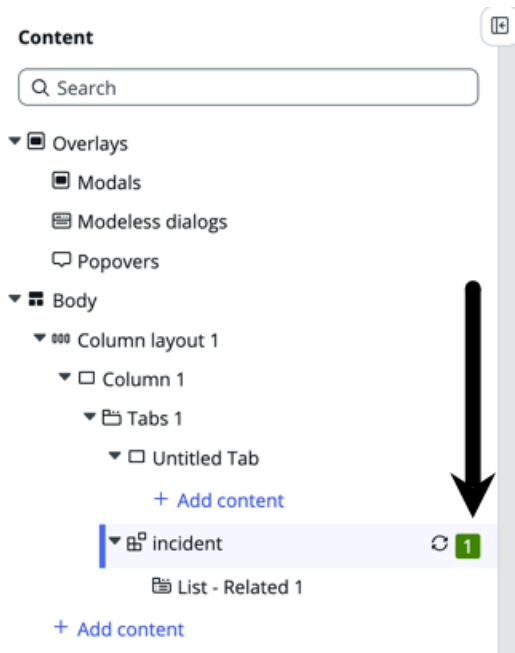 Content
Search
Overlays
Modals
Modeless dialogs
Popovers
Body
Column layout 1
Column 1
Tabs 1
Untitled Tab
+ Add content
incident 1
List - Related 1
+ Add content